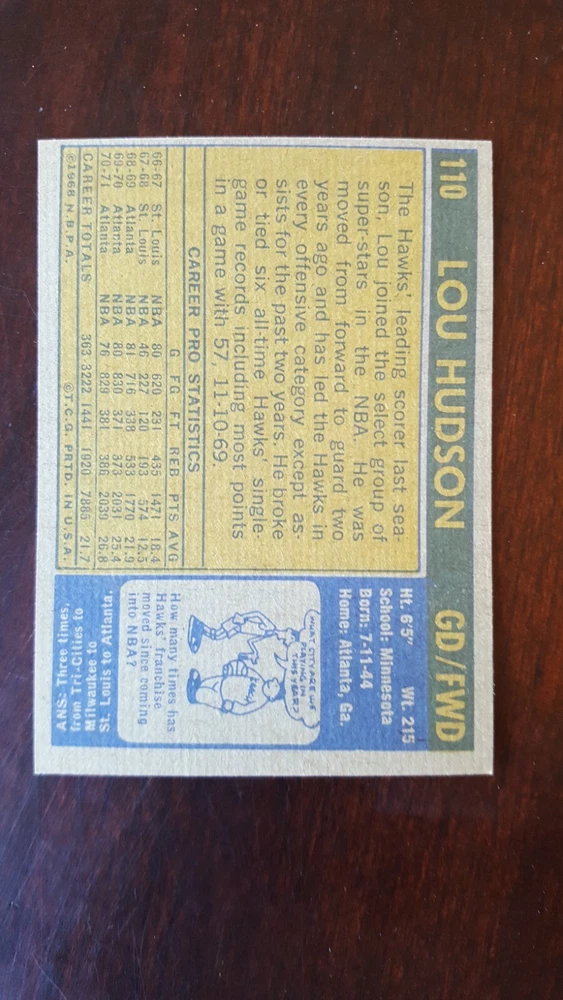 110 LOU HUDSON GD/FWD
The Hawks' leading scorer last sea-
son, Lou joined the select group of
super-stars in the NBA. He was
moved from forward to guard two
years ago and has led the Hawks in
every offensive category except as-
sists for the past two years. He broke
or tied six all-time Hawks' single-
game records including most points
in a game with 57, 11-10-69.
CAREER PRO STATISTICS
G FG FT REB PTS AVG
66-67 St. Louis NBA 80 620 231 435 1471 18.4
67-68 St. Louis NBA 46 227 120 193 574 12.5
68-69 Atlanta NBA 81 716 338 533 1770 21.9
69-70 Atlanta NBA 80 830 371 373 2031 25.4
70-71 Atlanta NBA 76 829 381 386 2039 26.8
CAREER TOTALS 363 3222 1441 1920 7885 21.7
©1968 N.B.P.A. ©T.C.G. PRTD. IN U.S.A.
Ht. 6'5" Wt. 215
School: Minnesota
Born: 7-11-44
Home: Atlanta, Ga.
WHAT CITY ARE WE
PLAYING IN
THIS YEAR?
How many times has
Hawks' franchise
moved since coming
into NBA?
ANS: Three times,
from Tri-Cities to
Milwaukee to
St. Louis to Atlanta.